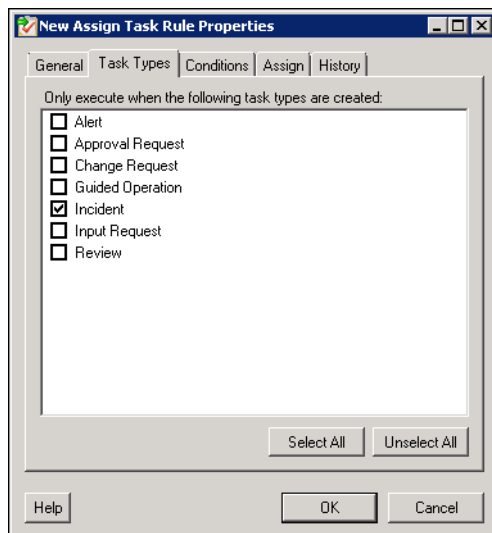 New Assign Task Rule Properties
General Task Types Conditions Assign History
Only execute when the following task types are created:
Alert
Approval Request
Change Request
Guided Operation
Incident
Input Request
Review
Select All Unselect All
Help OK Cancel